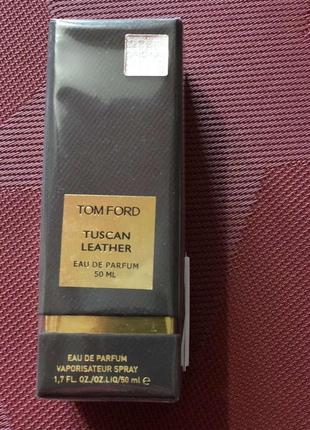 TOM FORD
TUSCAN
LEATHER
EAU DE PARFUM
50 ML
EAU DE PARFUM
VAPORISATEUR SPRAY
1,7 FL. OZ./OZ.LIQ/50 ml ℮